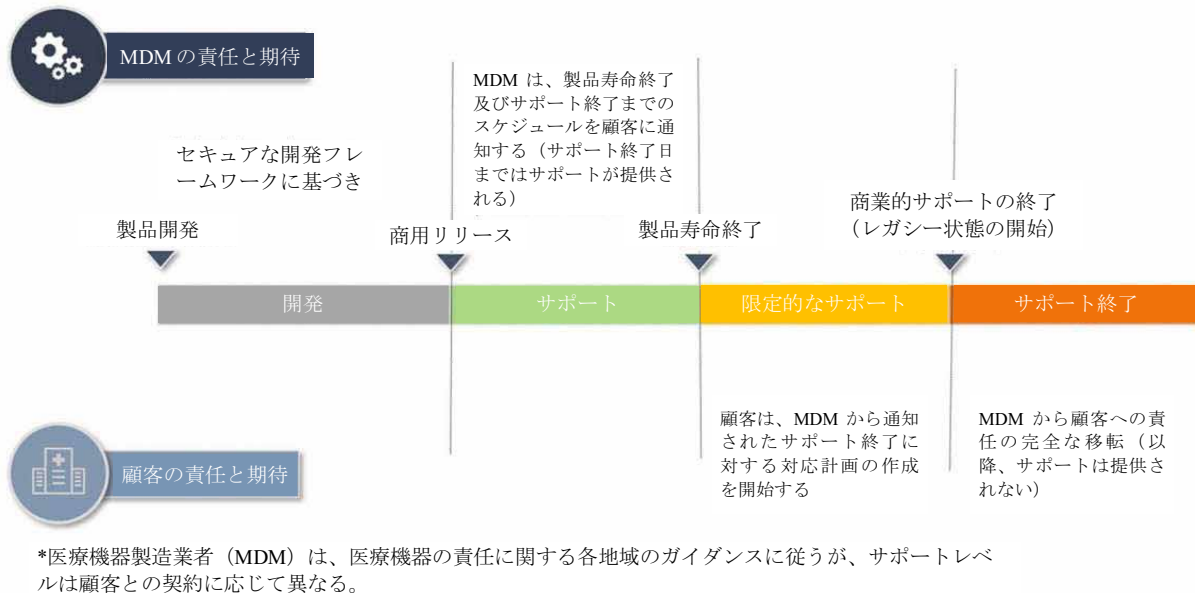 MDM の責任と期待
MDM は、製品寿命終了
及びサポート終了までの
スケジュールを顧客に通
知する（サポート終了日
まではサポートが提供さ
れる）
セキュアな開発フレ
ームワークに基づき
製品開発
商用リリース
製品寿命終了
商業的サポートの終了
（レガシー状態の開始）
開発
サポート
限定的なサポート
サポート終了
顧客の責任と期待
顧客は、MDM から通知
されたサポート終了に
対する対応計画の作成
を開始する
MDM から顧客への責
任の完全な移転（以
降、サポートは提供さ
れない）
*医療機器製造業者（MDM）は、医療機器の責任に関する各地域のガイダンスに従うが、サポートレベ
ルは顧客との契約に応じて異なる。